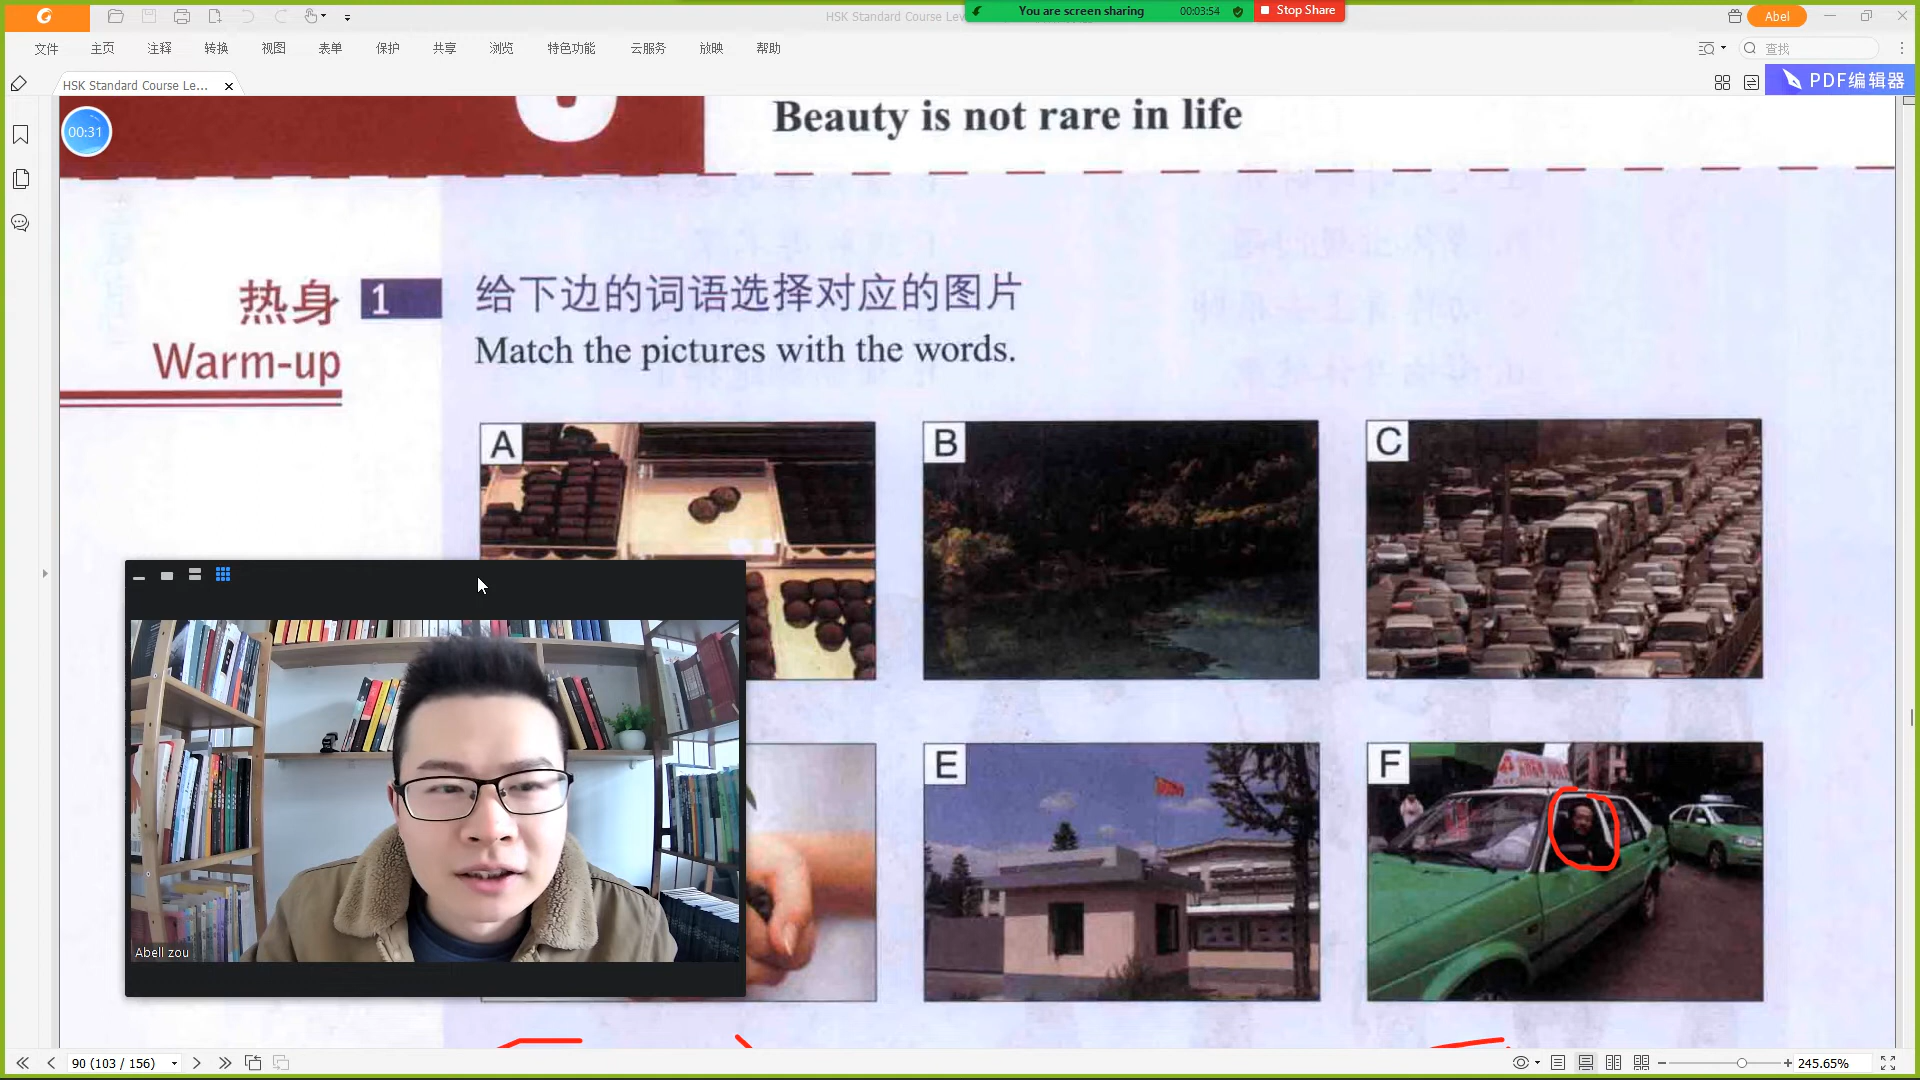 HSK Standard Course Le
You are screen sharing
00:03:54
Stop Share
Abel
文件
主页
注释
转换
视图
表单
保护
共享
浏览
特色功能
云服务
放映
帮助
查找
HSK Standard Course Le...
PDF编辑器
00:31
Beauty is not rare in life
热身
Warm-up
1
给下边的词语选择对应的图片
Match the pictures with the words.
A
B
C
E
F
Abell zou
90 (103 / 156)
245.65%